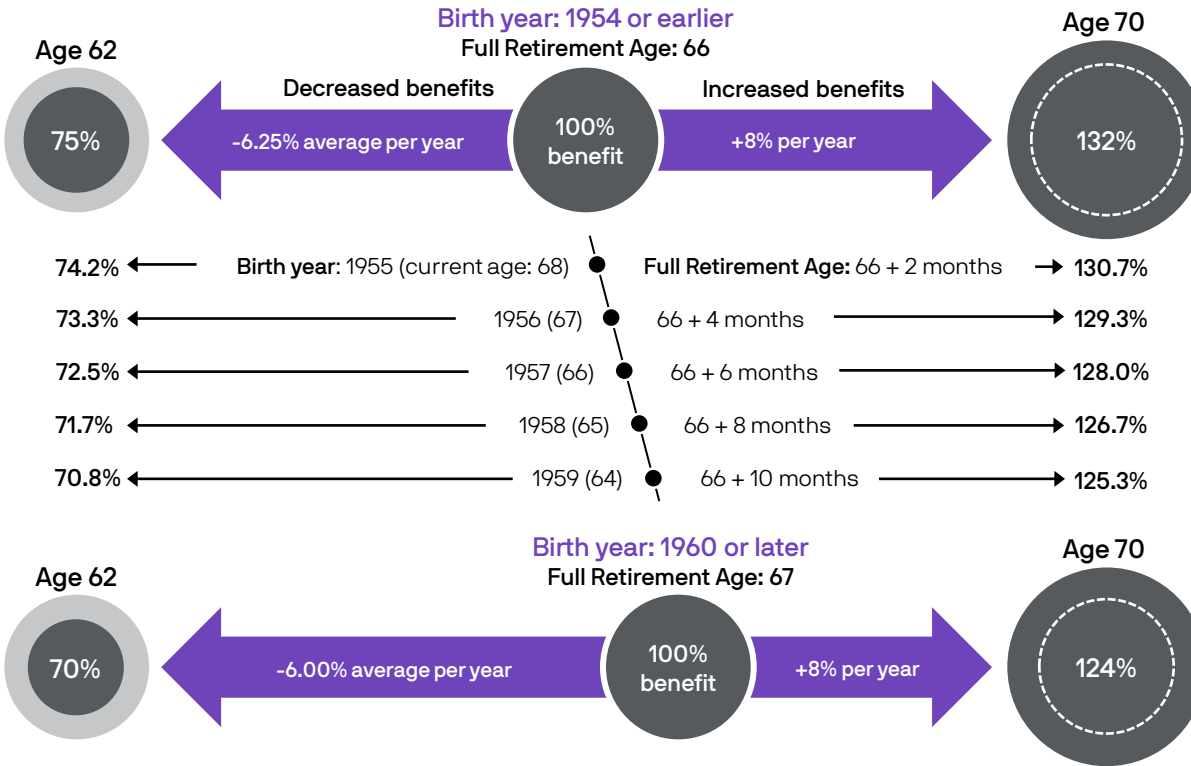 Birth year: 1954 or earlier
Full Retirement Age: 66
Age 62
Age 70
Decreased benefits
Increased benefits
75%
-6.25% average per year
100%
benefit
+8% per year
132%
74.2% Birth year: 1955 (current age: 68) Full Retirement Age: 66 + 2 months 130.7%
73.3% 1956 (67) 66 + 4 months 129.3%
72.5% 1957 (66) 66 + 6 months 128.0%
71.7% 1958 (65) 66 + 8 months 126.7%
70.8% 1959 (64) 66 + 10 months 125.3%
Birth year: 1960 or later
Full Retirement Age: 67
Age 62
Age 70
70%
-6.00% average per year
100%
benefit
+8% per year
124%